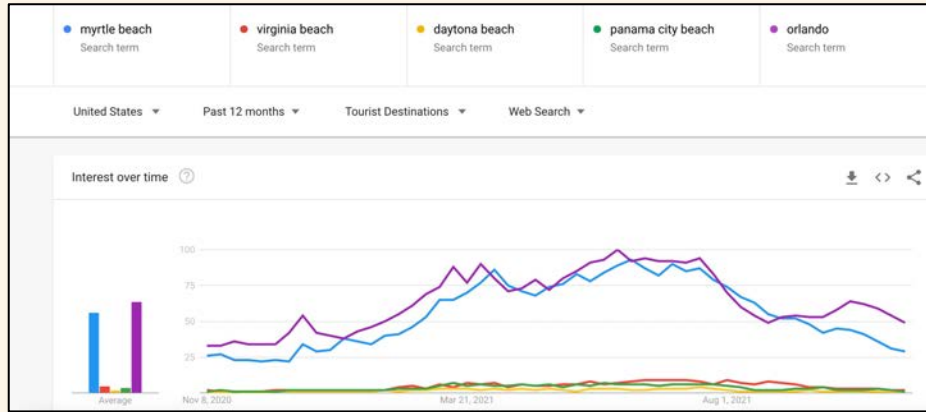 myrtle beach
Search term
virginia beach
Search term
daytona beach
Search term
panama city beach
Search term
orlando
Search term
United States
Past 12 months
Tourist Destinations
Web Search
Interest over time
100
75
50
25
Average
Nov 8, 2020
Mar 21, 2021
Aug 1, 2021